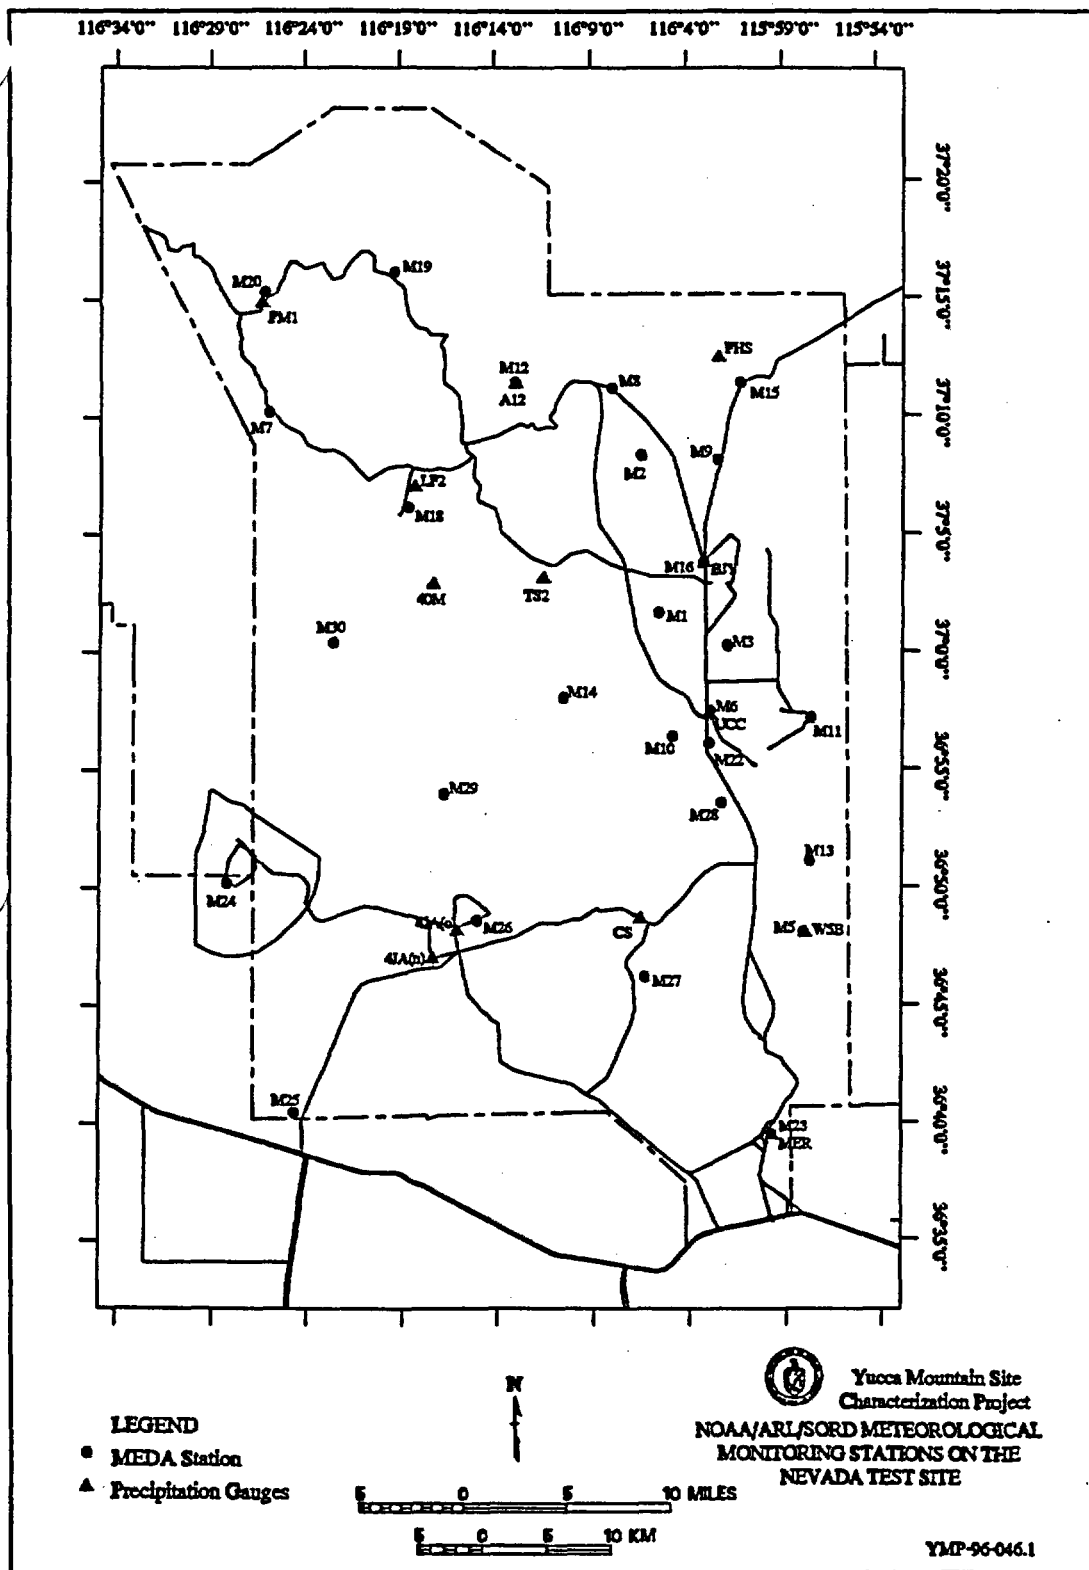 116°34'0"
116°29'0"
116°24'0"
116°19'0"
116°14'0"
116°9'0"
116°4'0"
115°59'0"
115°54'0"
37°20'0"
37°15'0"
37°10'0"
37°5'0"
37°0'0"
36°55'0"
36°50'0"
36°45'0"
36°40'0"
36°35'0"
M20
PM1
M19
M12
A12
M8
PHS
M15
M7
M2
M9
LF2
M18
M16
BJY
40M
TS2
M1
M30
M3
M14
M6
UCC
M11
M10
M22
M29
M28
M13
M24
M26
CS
M5
WSB
4JA(n)
M27
M25
M23
MER
N
LEGEND
MEDA Station
Precipitation Gauges
5 0 5 10 MILES
5 0 5 10 KM
Yucca Mountain Site
Characterization Project
NOAA/ARL/SORD METEOROLOGICAL
MONITORING STATIONS ON THE
NEVADA TEST SITE
YMP-96-046.1